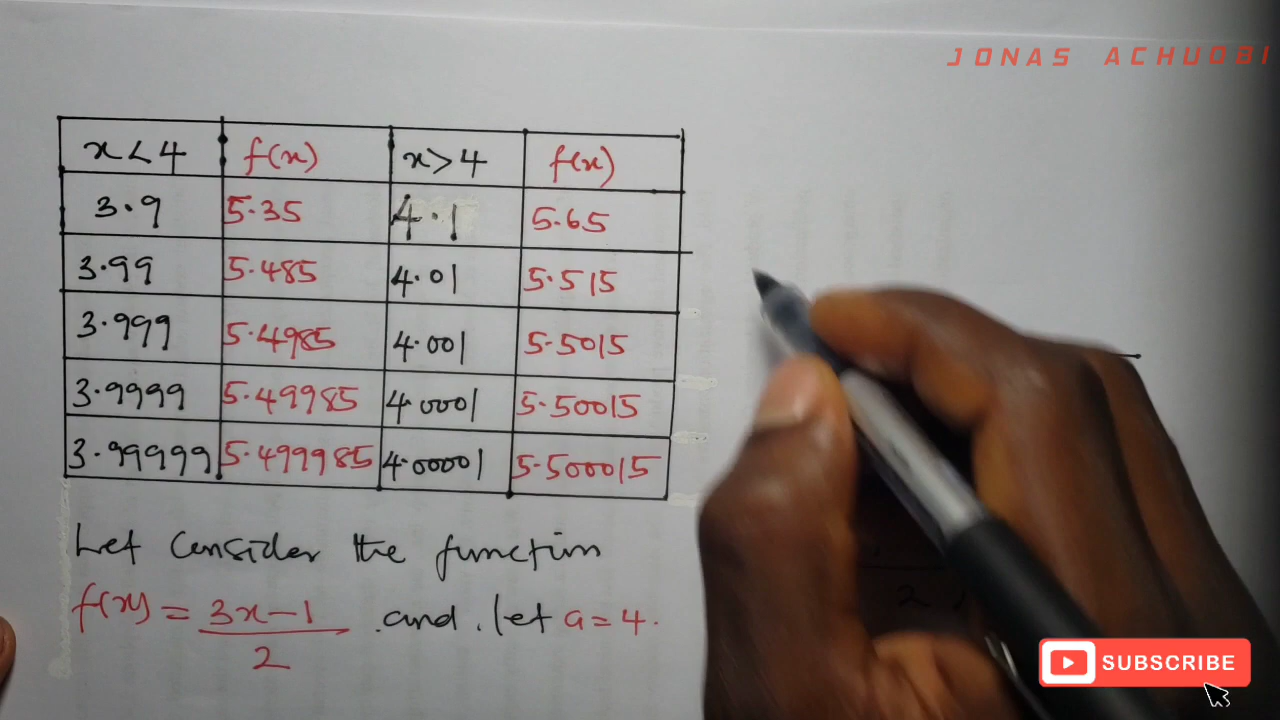 JONAS ACHUOBI
x<4 f(x) x>4 f(x)
3.9 5.35 4.1 5.65
3.99 5.485 4.01 5.515
3.999 5.4985 4.001 5.5015
3.9999 5.49985 4.0001 5.50015
3.99999 5.499985 4.00001 5.500015
Let Consider the function
f(x) = 3x-1 and let a=4.
2
2
SUBSCRIBE